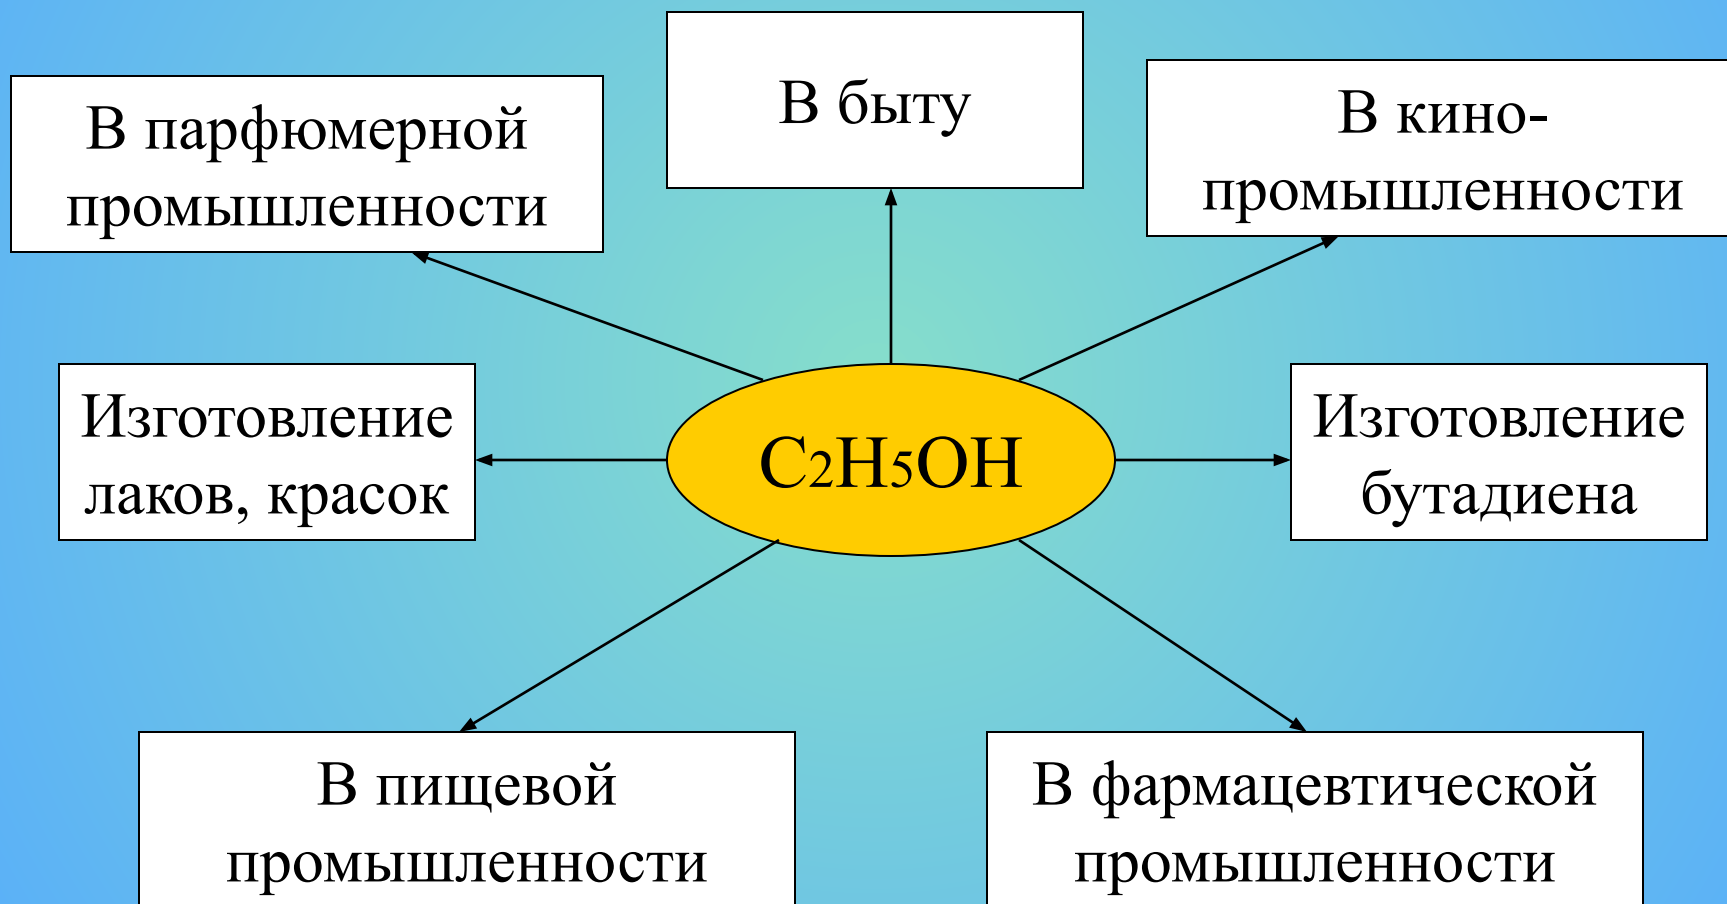 В быту
В парфюмерной
промышленности
В кино-
промышленности
Изготовление
лаков, красок
C2H5OH
Изготовление
бутадиена
В пищевой
промышленности
В фармацевтической
промышленности